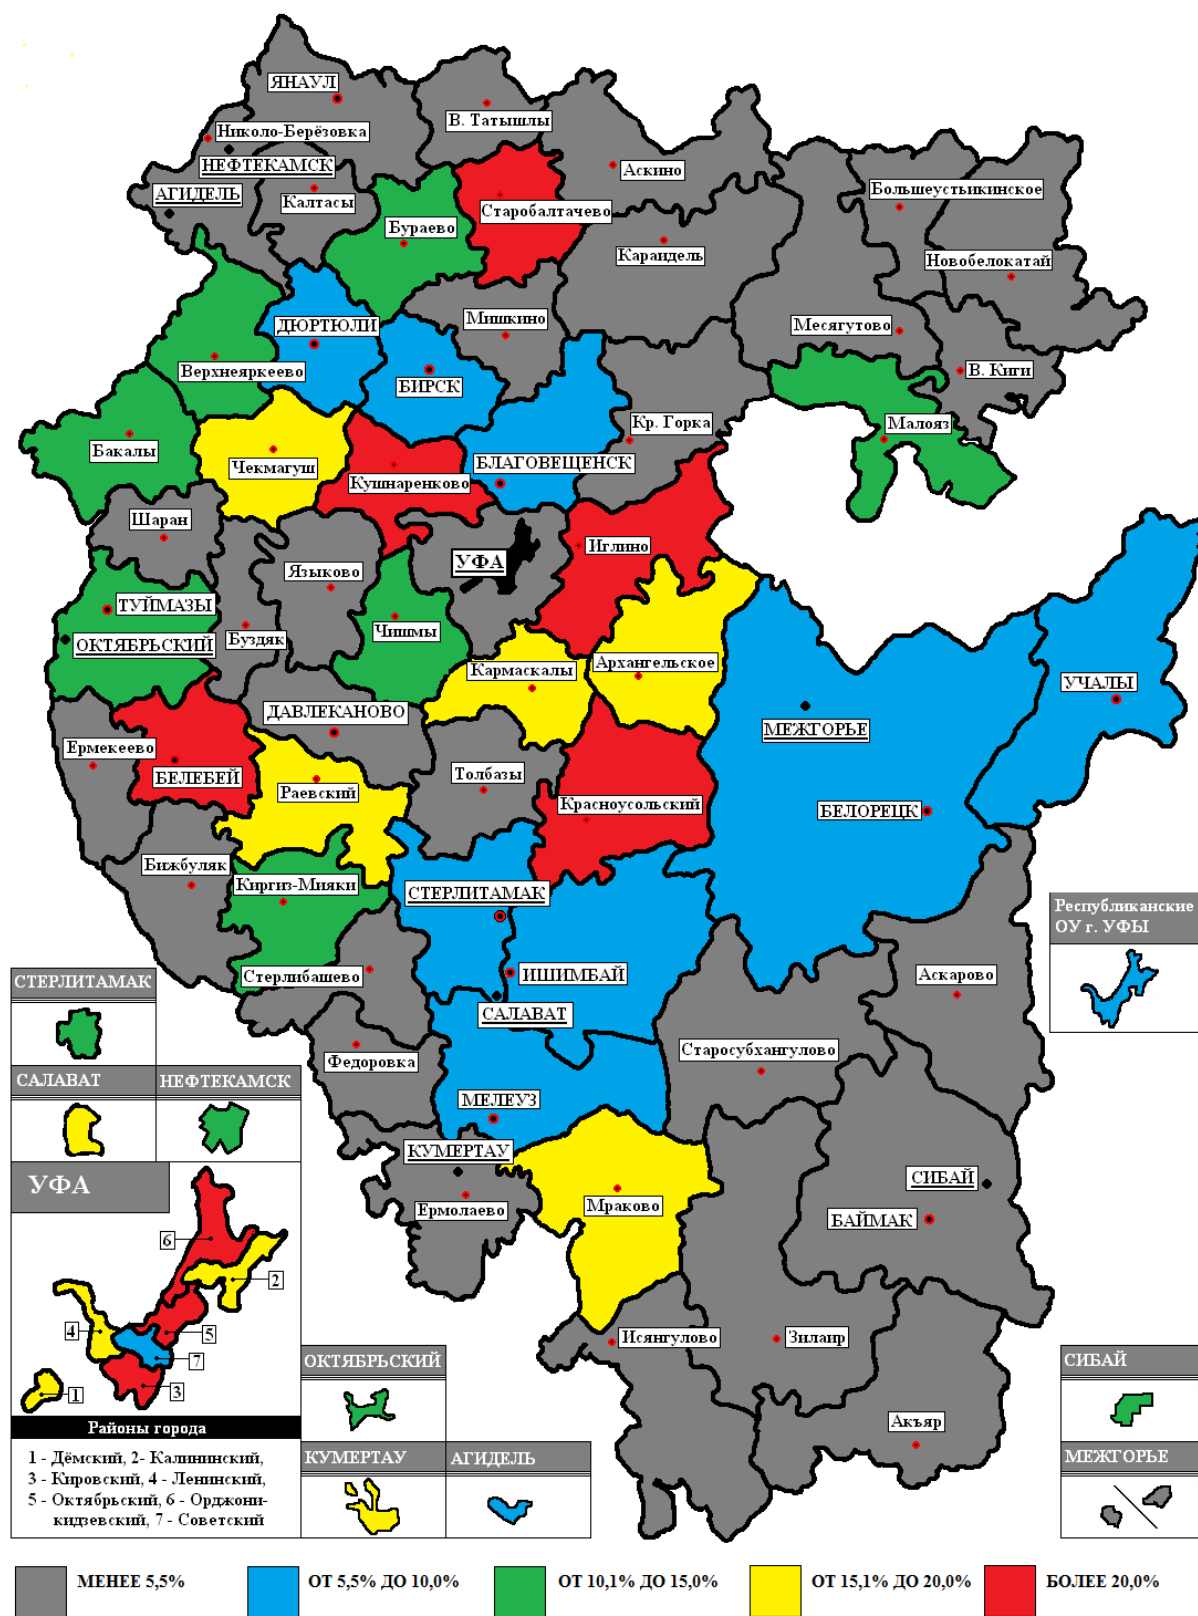 ЯНАУЛ
В. Татышлы
Николо-Берёзовка
НЕФТЕКАМСК
Аскино
АГИДЕЛЬ
Калтасы
Большеустьикинское
Старобалтачево
Бураево
Караидель
Новобелокатай
Мишкино
ДЮРТЮЛИ
Месягутово
Верхнеяркеево
БИРСК
В. Киги
Кр. Горка
Малояз
Бакалы
Чекмагуш
БЛАГОВЕЩЕНСК
Кушнаренково
Шаран
Иглино
УФА
Языково
ТУЙМАЗЫ
Буздяк
Чишмы
ОКТЯБРЬСКИЙ
Кармаскалы
Архангельское
УЧАЛЫ
ДАВЛЕКАНОВО
МЕЖГОРЬЕ
Ермекеево
БЕЛЕБЕЙ
Толбазы
Раевский
Красноусольский
БЕЛОРЕЦК
Бижбуляк
Киргиз-Мияки
СТЕРЛИТАМАК
Республиканские
ОУ г. УФЫ
Стерлибашево
ИШИМБАЙ
Аскарово
СТЕРЛИТАМАК
САЛАВАТ
Федоровка
Старосубхангулово
САЛАВАТ
НЕФТЕКАМСК
МЕЛЕУЗ
КУМЕРТАУ
УФА
СИБАЙ
Ермолаево
Мраково
БАЙМАК
6
2
4
5
7
1
3
Исянгулово
Зилаир
ОКТЯБРЬСКИЙ
СИБАЙ
Районы города
Акъяр
1 - Дёмский, 2- Калининский,
3 - Кировский, 4 - Ленинский,
5 - Октябрьский, 6 - Орджони-
кидзевский, 7 - Советский
КУМЕРТАУ
АГИДЕЛЬ
МЕЖГОРЬЕ
МЕНЕЕ 5,5%
ОТ 5,5% ДО 10,0%
ОТ 10,1% ДО 15,0%
ОТ 15,1% ДО 20,0%
БОЛЕЕ 20,0%